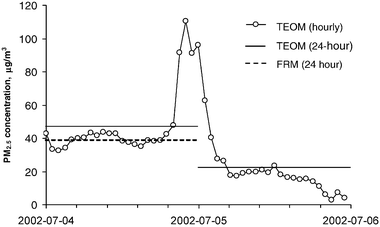 120
100
80
60
40
20
0
PM2.5 concentration, µg/m³
TEOM (hourly)
TEOM (24-hour)
FRM (24 hour)
2002-07-04
2002-07-05
2002-07-06